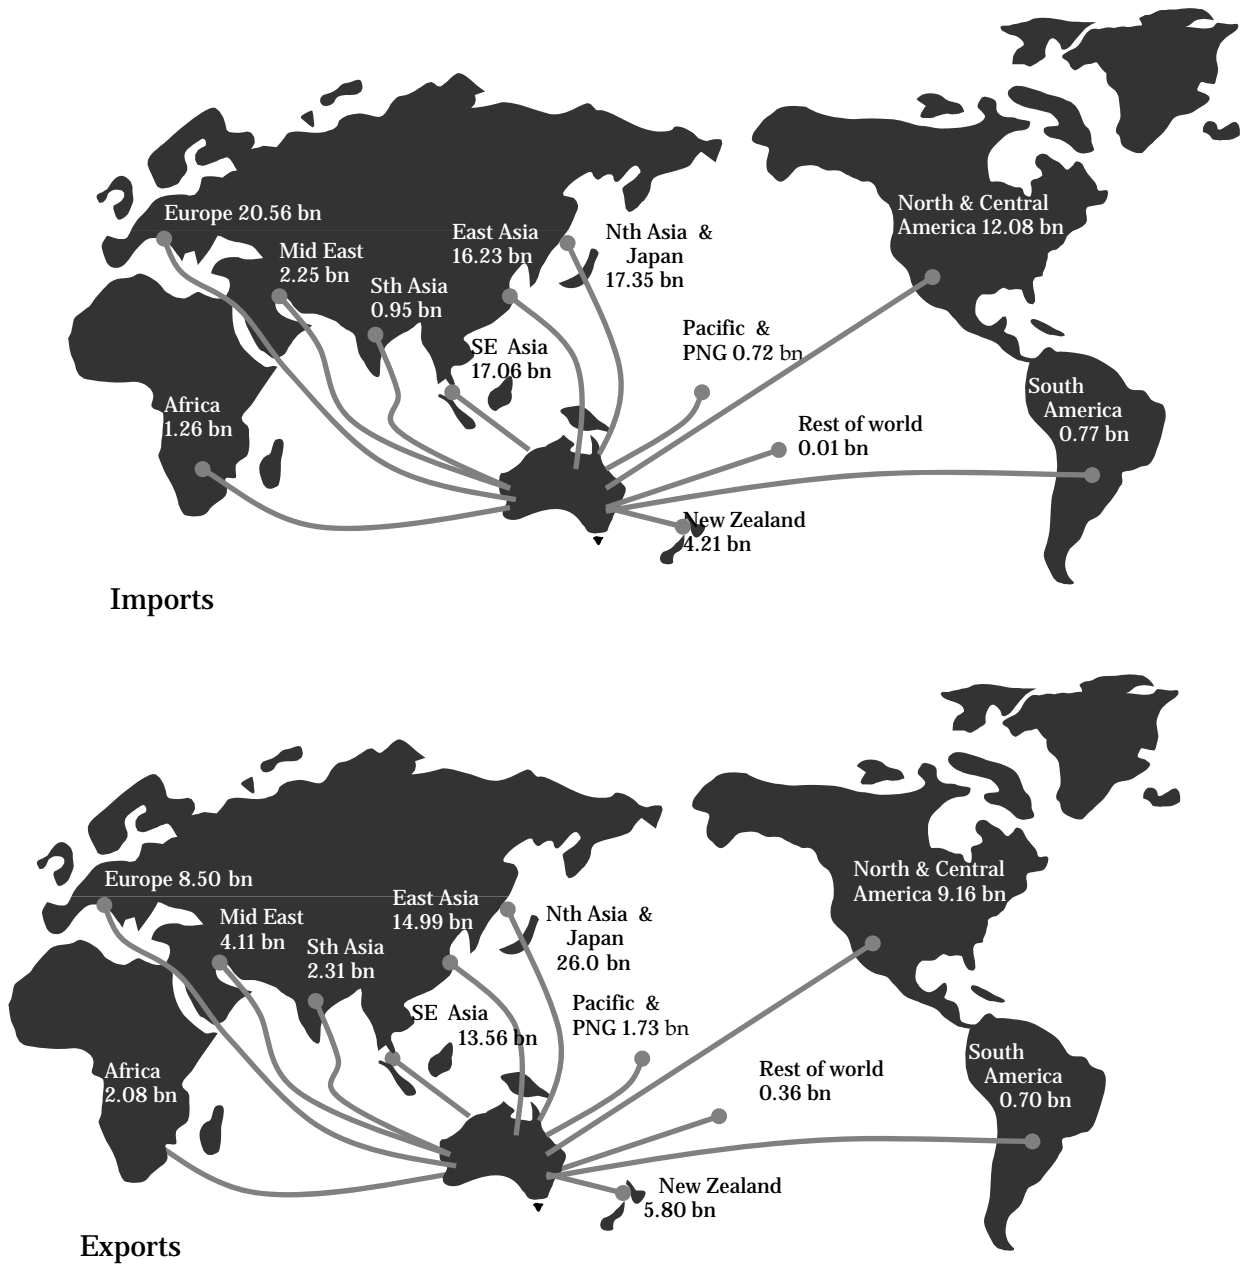 Europe 20.56 bn
Mid East
2.25 bn
Sth Asia
0.95 bn
East Asia
16.23 bn
Nth Asia &
Japan
17.35 bn
North & Central
America 12.08 bn
SE Asia
17.06 bn
Pacific &
PNG 0.72 bn
Africa
1.26 bn
South
America
0.77 bn
Rest of world
0.01 bn
New Zealand
4.21 bn
Imports
Europe 8.50 bn
Mid East
4.11 bn
Sth Asia
2.31 bn
East Asia
14.99 bn
Nth Asia &
Japan
26.0 bn
North & Central
America 9.16 bn
SE Asia
13.56 bn
Pacific &
PNG 1.73 bn
Africa
2.08 bn
South
America
0.70 bn
Rest of world
0.36 bn
New Zealand
5.80 bn
Exports